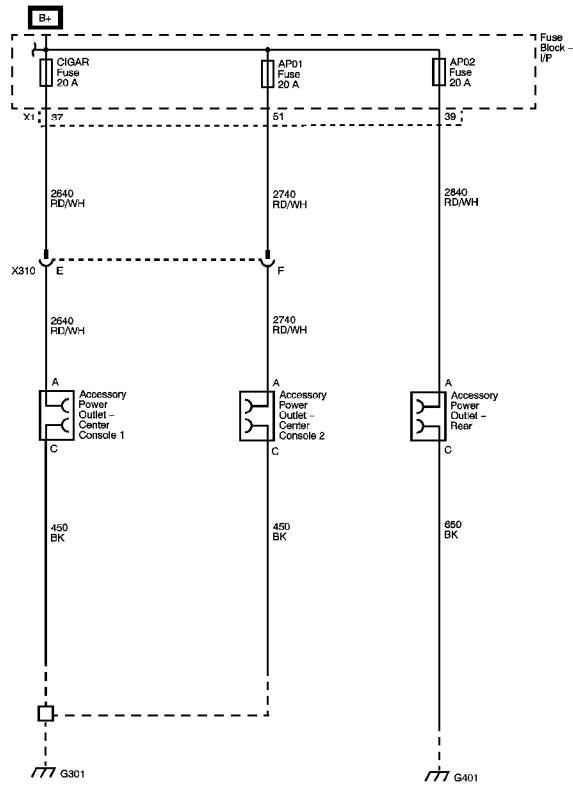 B+
Fuse
Block –
I/P
CIGAR
Fuse
20 A
AP01
Fuse
20 A
AP02
Fuse
20 A
X1
37
51
39
2640
RD/WH
2740
RD/WH
2840
RD/WH
X310
E
F
2640
RD/WH
2740
RD/WH
A
Accessory
Power
Outlet –
Center
Console 1
C
A
Accessory
Power
Outlet –
Center
Console 2
C
A
Accessory
Power
Outlet –
Rear
C
450
BK
450
BK
650
BK
G301
G401